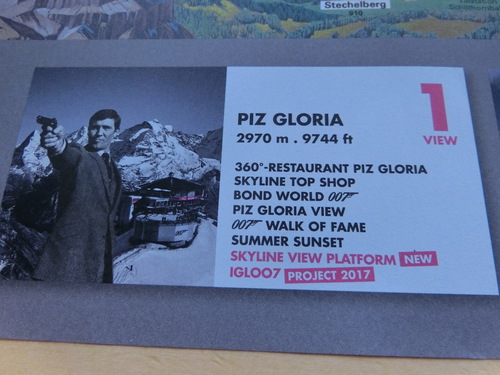 Stechelberg
910
PIZ GLORIA
2970 m . 9744 ft
1
VIEW
360°-RESTAURANT PIZ GLORIA
SKYLINE TOP SHOP
BOND WORLD 007
PIZ GLORIA VIEW
007 WALK OF FAME
SUMMER SUNSET
SKYLINE VIEW PLATFORM NEW
IGLOO7 PROJECT 2017